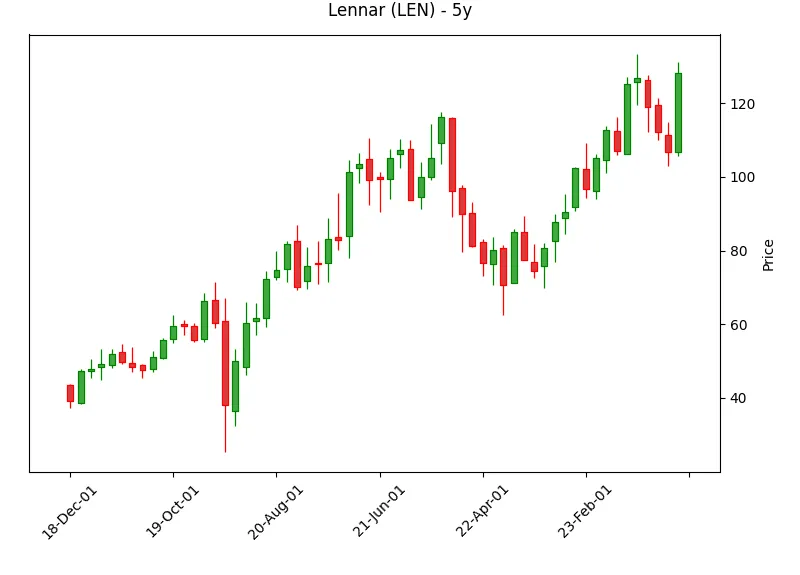 Lennar (LEN) - 5y
120
100
80
60
40
Price
18-Dec-01
19-Oct-01
20-Aug-01
21-Jun-01
22-Apr-01
23-Feb-01